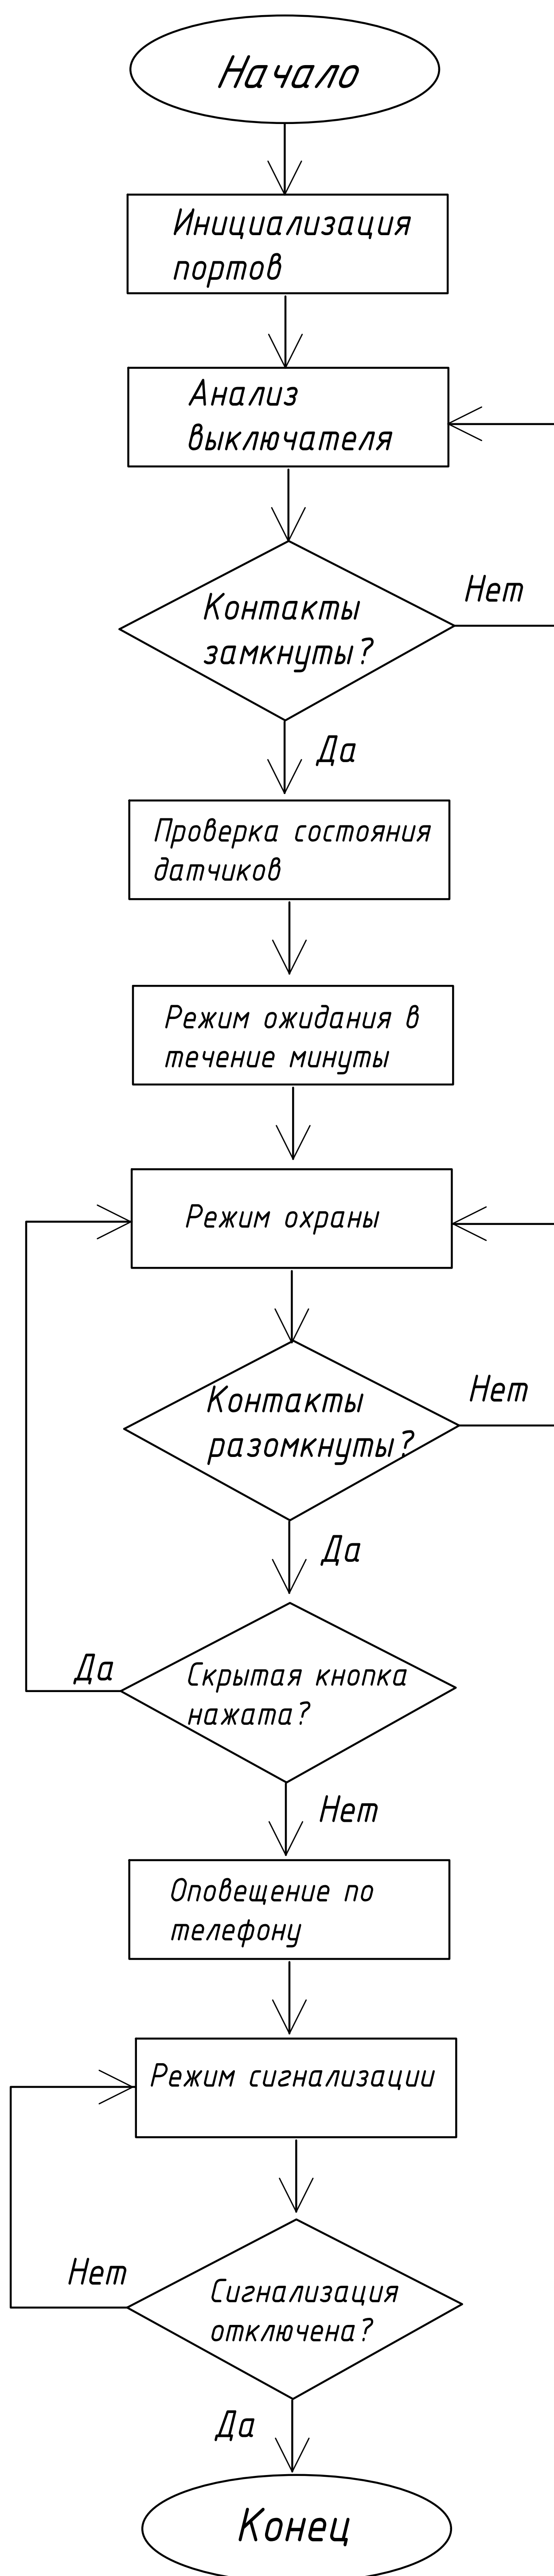 Начало
Инициализация
портов
Анализ
выключателя
Контакты
замкнуты?
Нет
Да
Проверка состояния
датчиков
Режим ожидания в
течение минуты
Режим охраны
Контакты
разомкнуты?
Нет
Да
Скрытая кнопка
нажата?
Да
Нет
Оповещение по
телефону
Режим сигнализации
Сигнализация
отключена?
Нет
Да
Конец